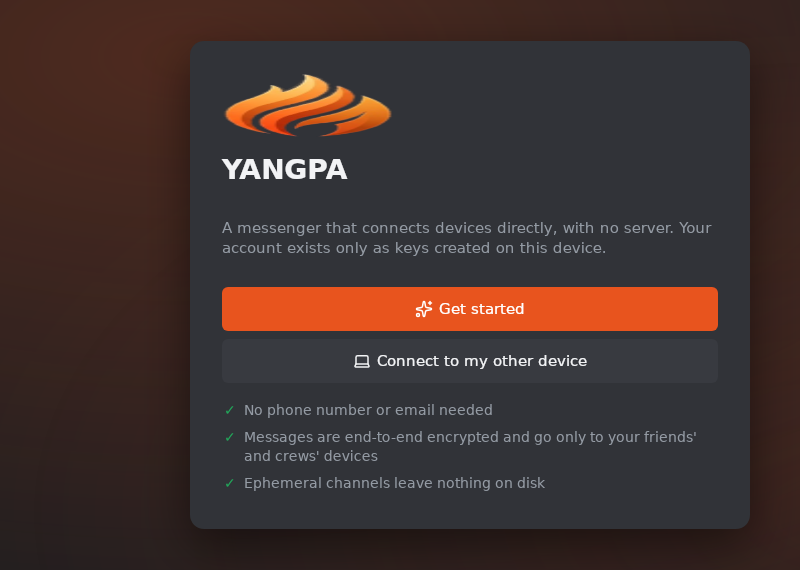 YANGPA
A messenger that connects devices directly, with no server. Your
account exists only as keys created on this device.
Get started
Connect to my other device
✓ No phone number or email needed
✓ Messages are end-to-end encrypted and go only to your friends'
and crews' devices
✓ Ephemeral channels leave nothing on disk